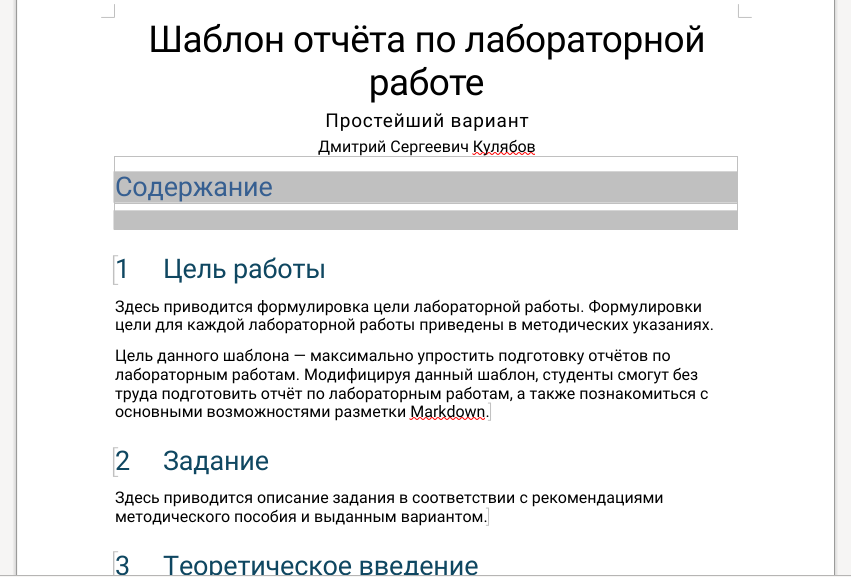 Шаблон отчёта по лабораторной
работе
Простейший вариант
Дмитрий Сергеевич Кулябов
Содержание
1 Цель работы
Здесь приводится формулировка цели лабораторной работы. Формулировки
цели для каждой лабораторной работы приведены в методических указаниях.
Цель данного шаблона — максимально упростить подготовку отчётов по
лабораторным работам. Модифицируя данный шаблон, студенты смогут без
труда подготовить отчёт по лабораторным работам, а также познакомиться с
основными возможностями разметки Markdown.
2 Задание
Здесь приводится описание задания в соответствии с рекомендациями
методического пособия и выданным вариантом.
3 Теоретическое введение